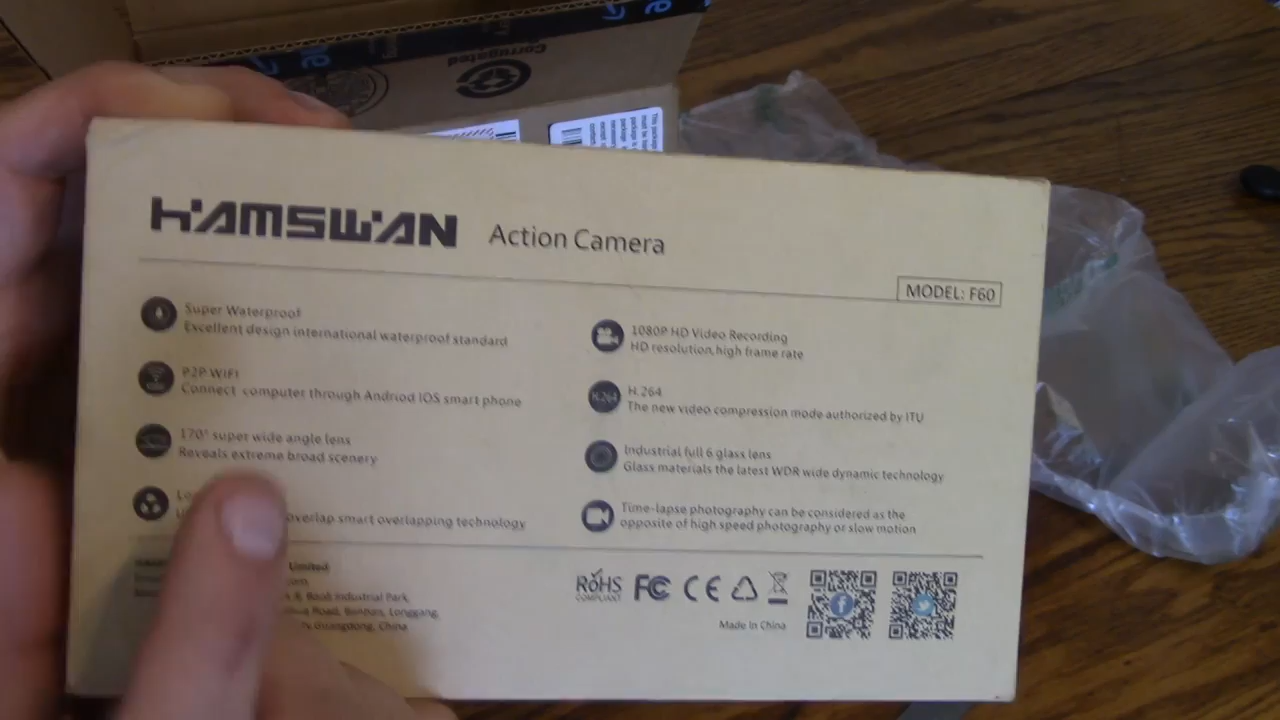 Corrugated
HAMSWAN Action Camera
MODEL: F60
Super Waterproof
Excellent design international waterproof standard
P2P WIFI
Connect computer through Andriod IOS smart phone
170° super wide angle lens
Reveals extreme broad scenery
overlap smart overlapping technology
1080P HD Video Recording
HD resolution,high frame rate
H.264
H.264
The new video compression mode authorized by ITU
Industrial full 6 glass lens
Glass materials the latest WDR wide dynamic technology
Time-lapse photography can be considered as the
opposite of high speed photography or slow motion
Limited
Industrial Park,
Road, Longgang,
Guangdong, China
RoHS
COMPLIANT
FC CE
Made In China